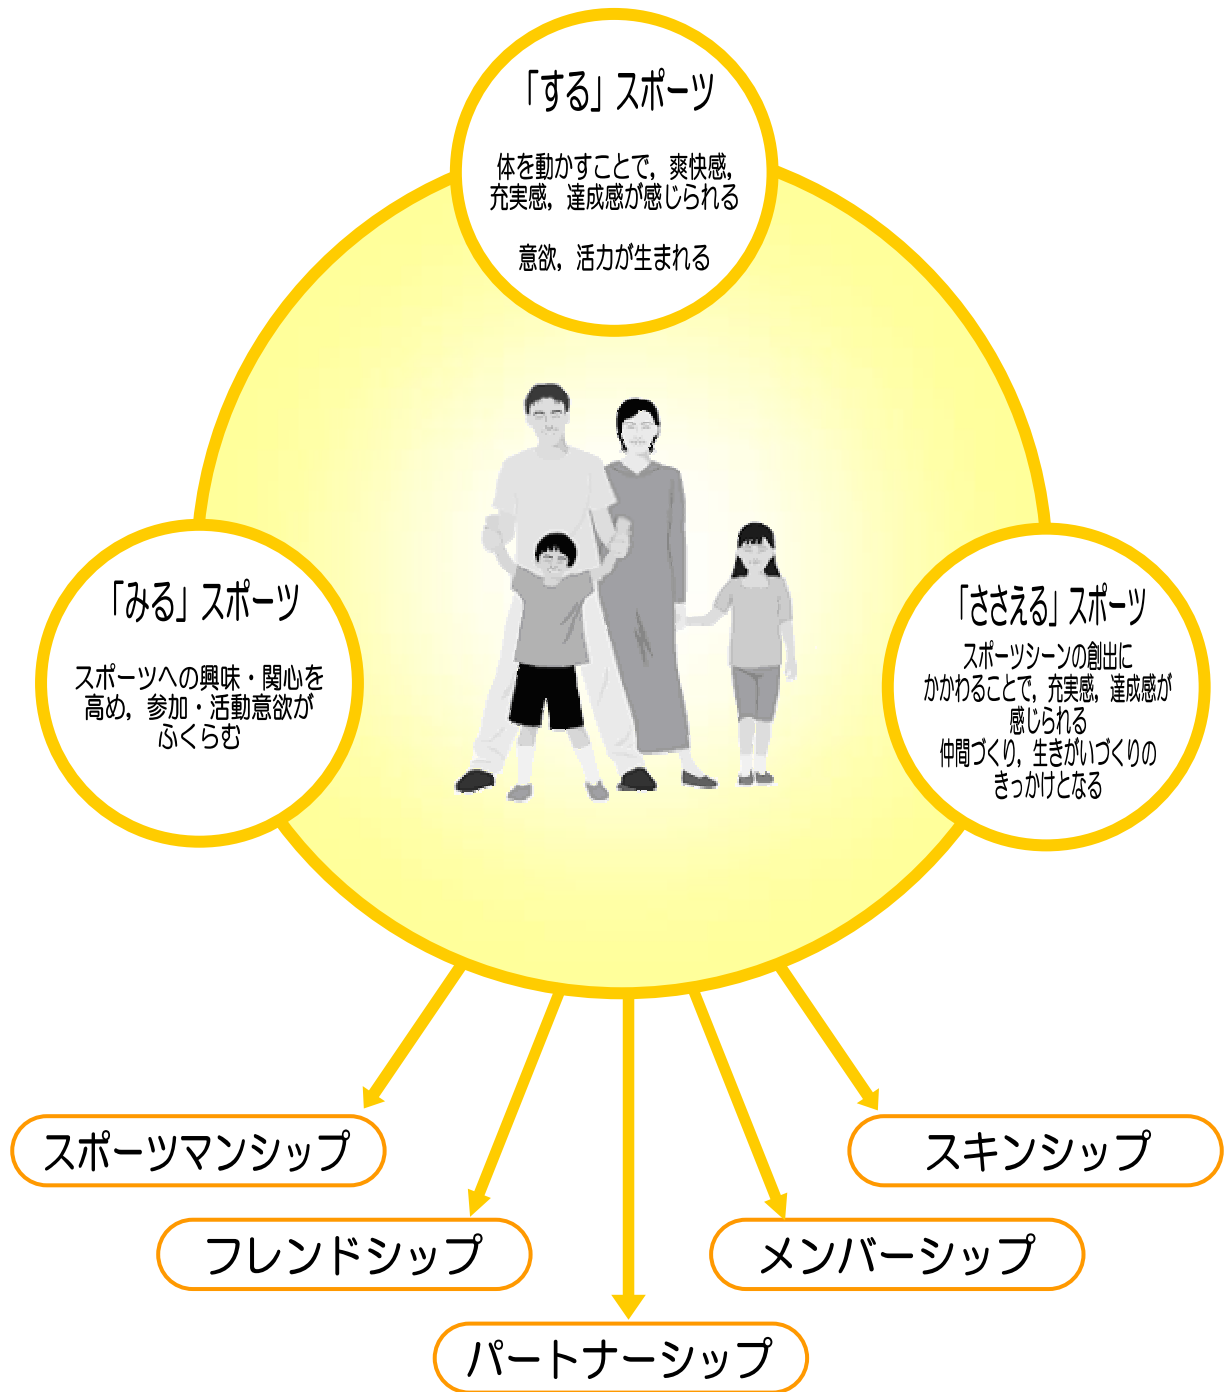 「する」スポーツ
体を動かすことで，爽快感，
充実感，達成感が感じられる
意欲，活力が生まれる
「みる」スポーツ
スポーツへの興味・関心を
高め，参加・活動意欲が
ふくらむ
「ささえる」スポーツ
スポーツシーンの創出に
かかわることで，充実感，達成感が
感じられる
仲間づくり，生きがいづくりの
きっかけとなる
スポーツマンシップ
フレンドシップ
パートナーシップ
メンバーシップ
スキンシップ